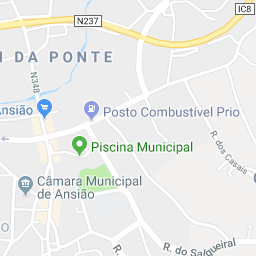 N237
IC8
M DA PONTE
N348
Ansião
Posto Combustível Prio
R. dos Casais
Piscina Municipal
Câmara Municipal
de Ansião
R. do Salgueiral